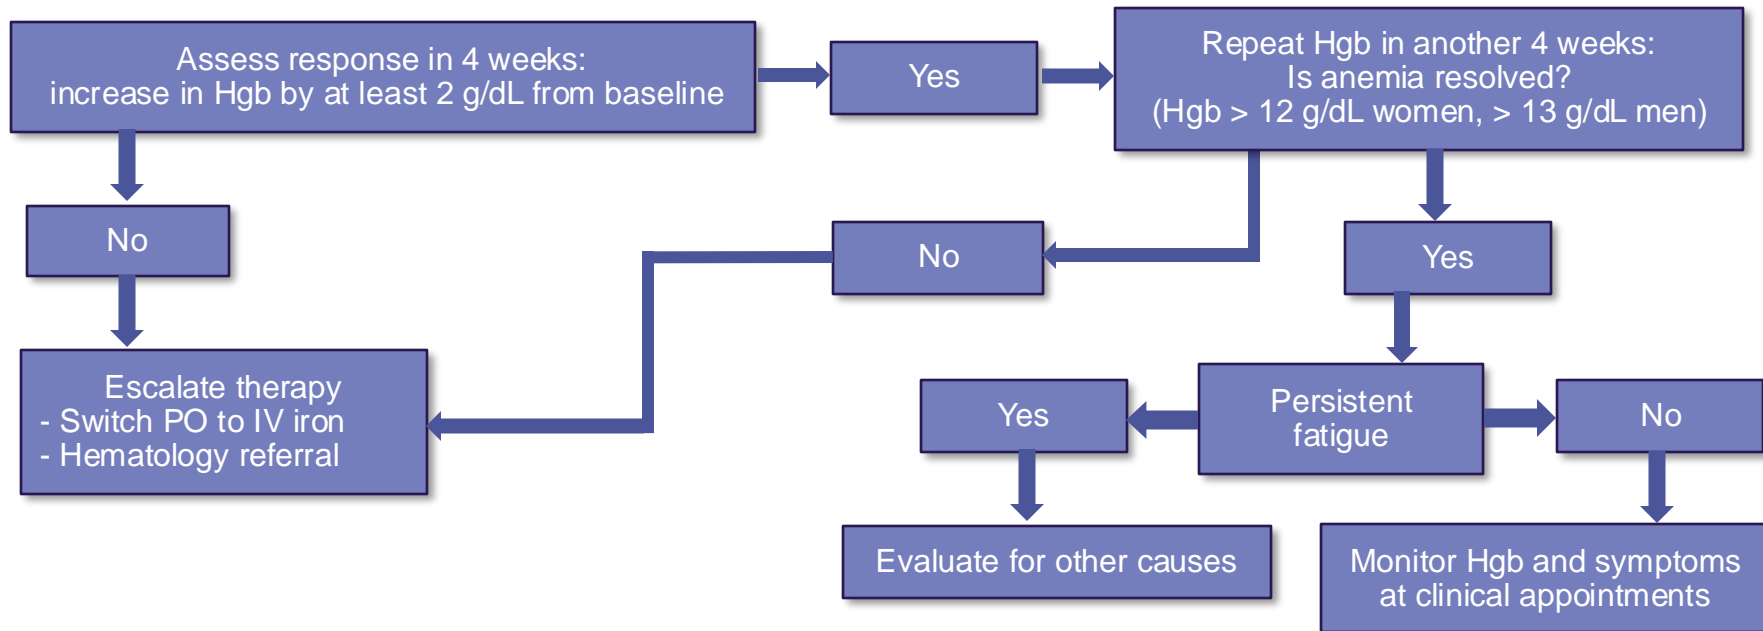 Assess response in 4 weeks:
increase in Hgb by at least 2 g/dL from baseline
Yes
Repeat Hgb in another 4 weeks:
Is anemia resolved?
(Hgb > 12 g/dL women, > 13 g/dL men)
No
No
Yes
Escalate therapy
- Switch PO to IV iron
- Hematology referral
Yes
Persistent
fatigue
No
Evaluate for other causes
Monitor Hgb and symptoms
at clinical appointments